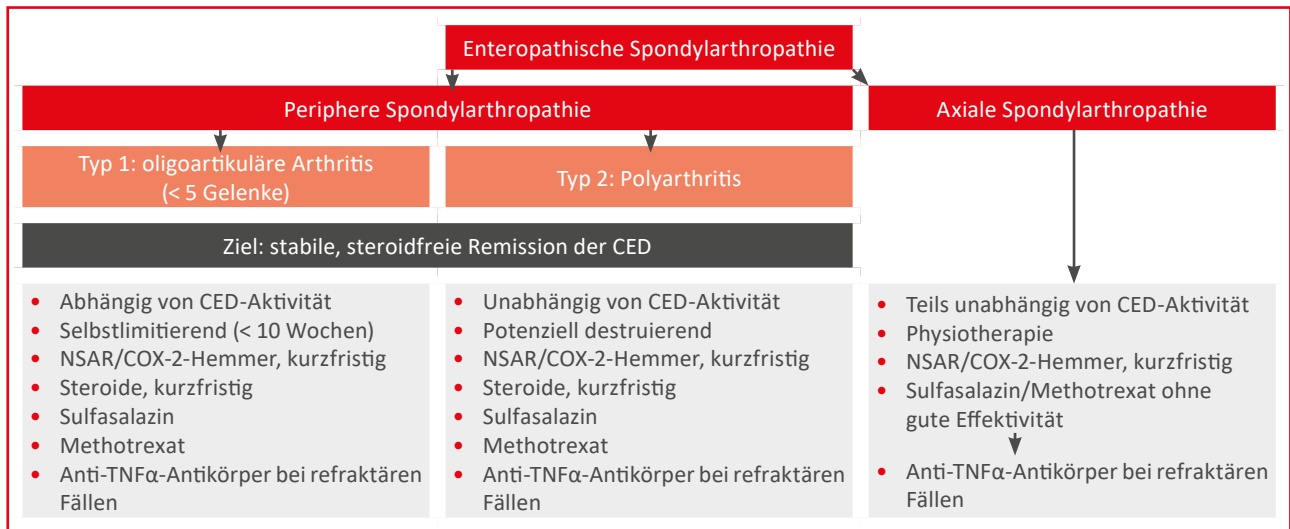 Enteropathische Spondylarthropathie
Periphere Spondylarthropathie
Axiale Spondylarthropathie
Typ 1: oligoartikuläre Arthritis
(< 5 Gelenke)
Typ 2: Polyarthritis
Ziel: stabile, steroidfreie Remission der CED
• Abhängig von CED-Aktivität
• Selbstlimitierend (< 10 Wochen)
• NSAR/COX-2-Hemmer, kurzfristig
• Steroide, kurzfristig
• Sulfasalazin
• Methotrexat
• Anti-TNFα-Antikörper bei refraktären
Fällen
• Unabhängig von CED-Aktivität
• Potenziell destruierend
• NSAR/COX-2-Hemmer, kurzfristig
• Steroide, kurzfristig
• Sulfasalazin
• Methotrexat
• Anti-TNFα-Antikörper bei refraktären
Fällen
• Teils unabhängig von CED-Aktivität
• Physiotherapie
• NSAR/COX-2-Hemmer, kurzfristig
• Sulfasalazin/Methotrexat ohne
gute Effektivität
• Anti-TNFα-Antikörper bei refraktären
Fällen